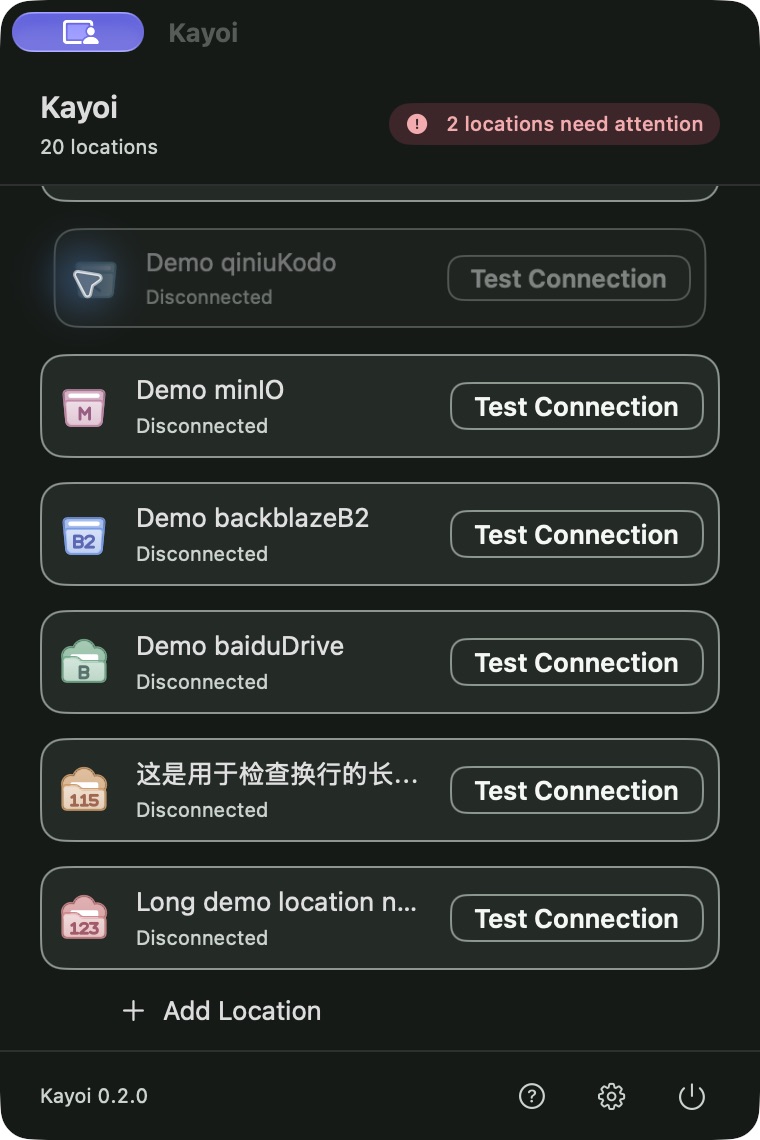 Kayoi
Kayoi
20 locations
2 locations need attention
Demo qiniuKodo
Disconnected
Test Connection
M
Demo minIO
Disconnected
Test Connection
B2
Demo backblazeB2
Disconnected
Test Connection
B
Demo baiduDrive
Disconnected
Test Connection
115
这是用于检查换行的长...
Disconnected
Test Connection
123
Long demo location n...
Disconnected
Test Connection
+ Add Location
Kayoi 0.2.0